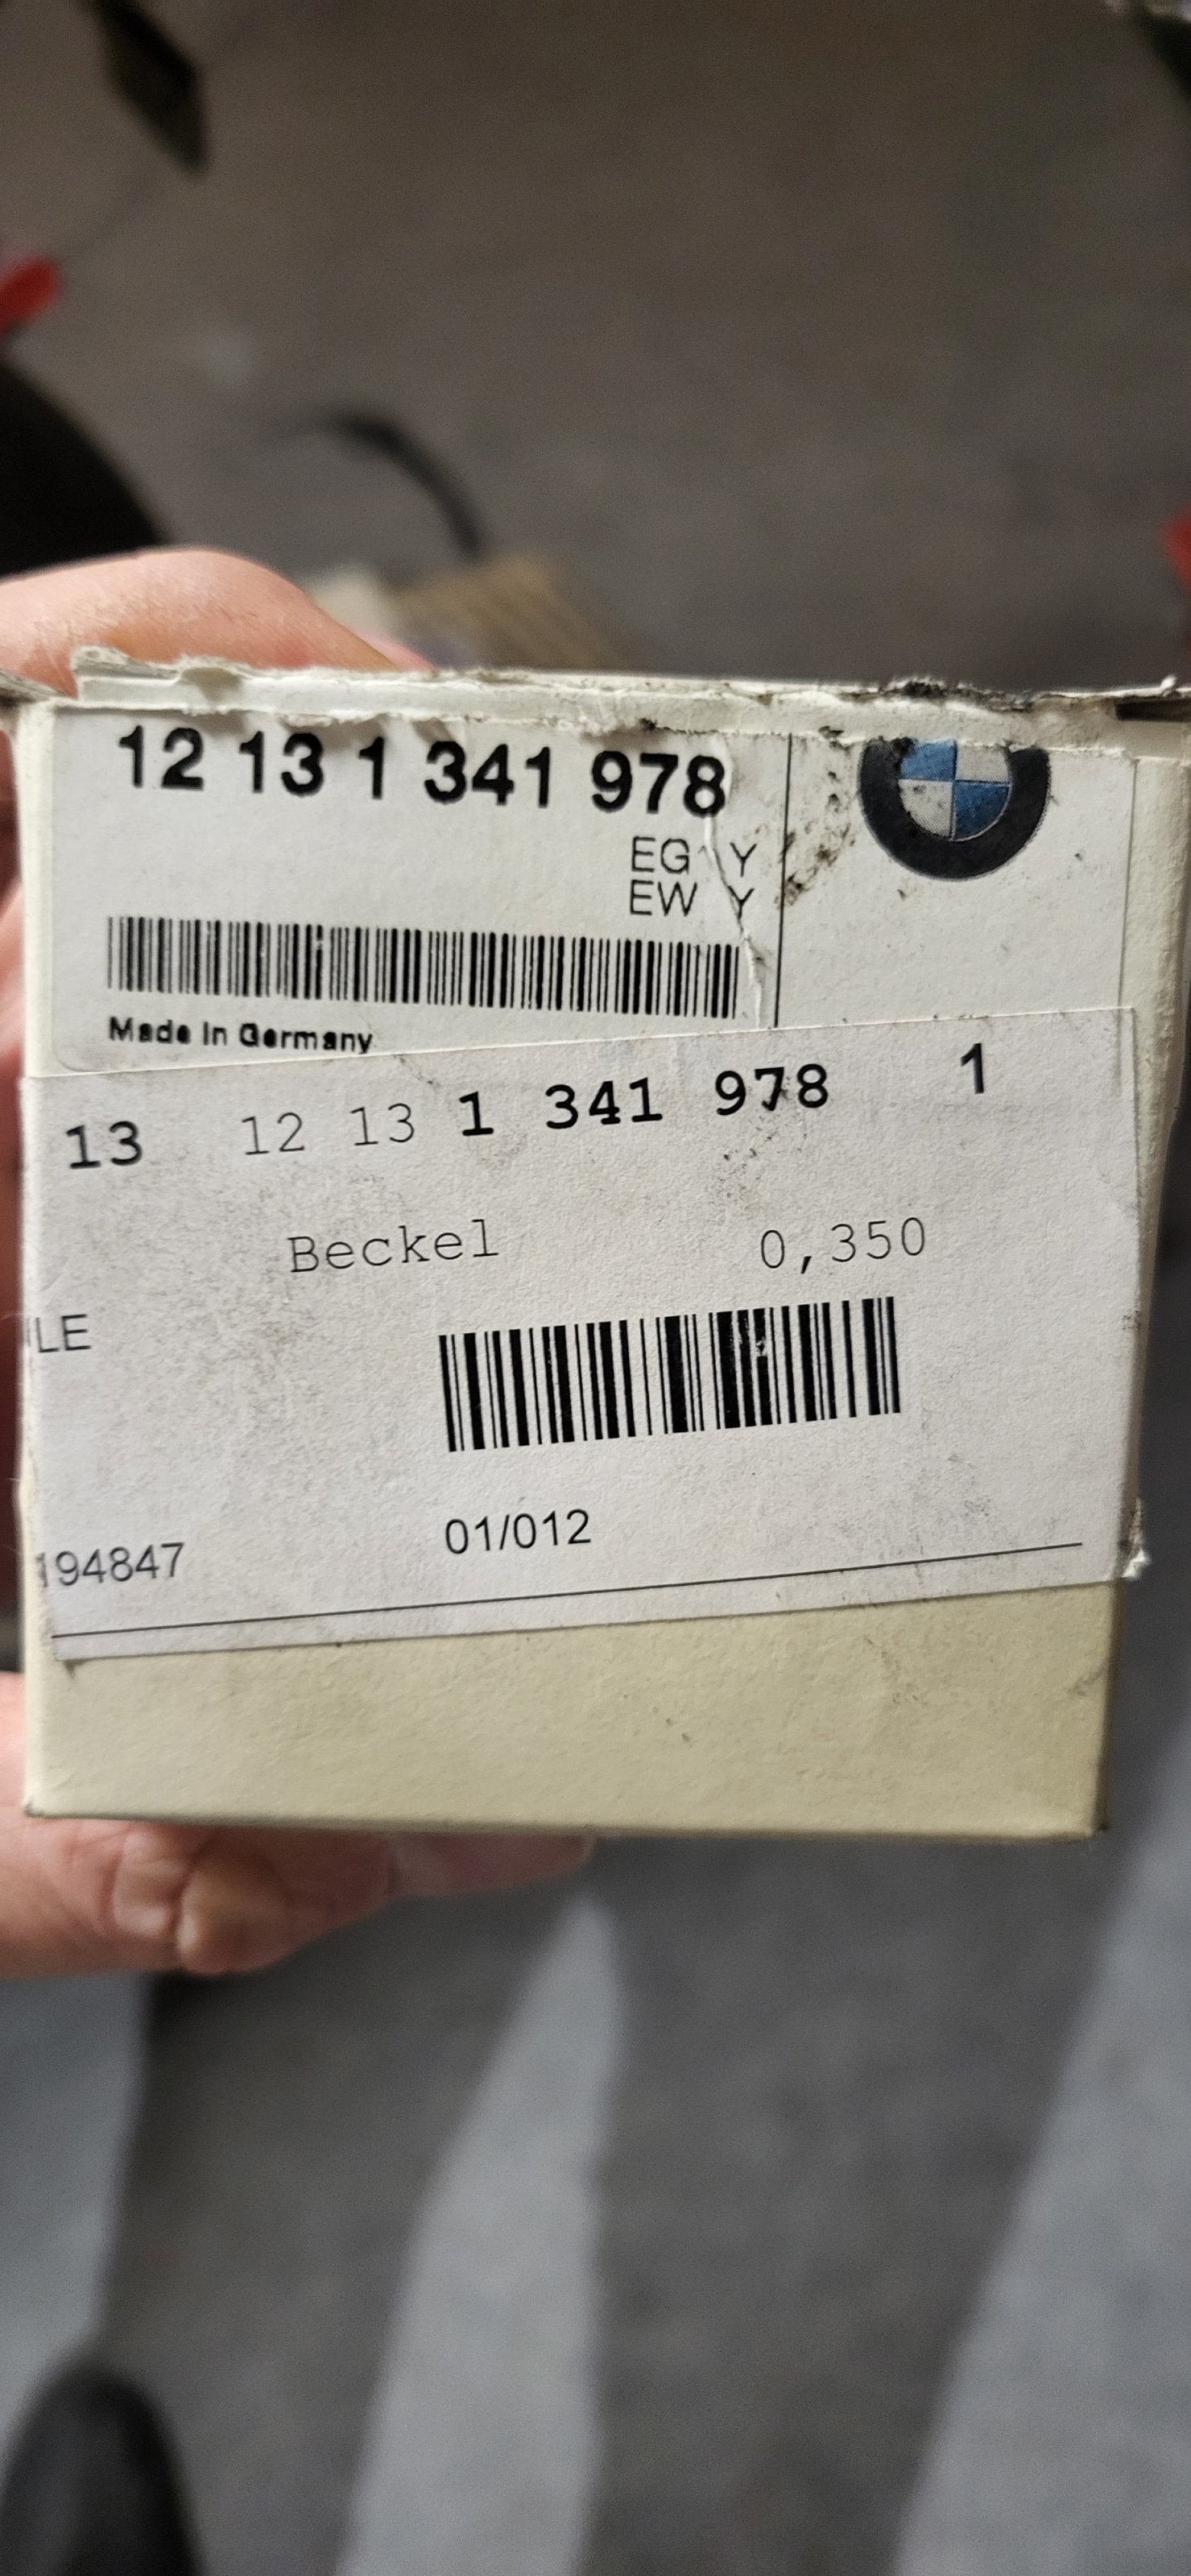 12 13 1 341 978
EG Y
EW Y
Made In Germany
13 12 13 1 341 978 1
Beckel 0,350
LE
194847 01/012